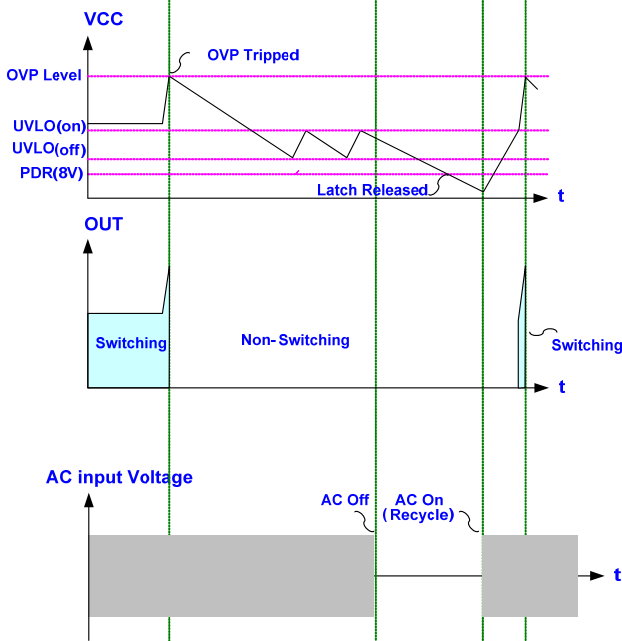 VCC
OVP Tripped
OVP Level
UVLO(on)
UVLO(off)
PDR(8V)
Latch Released
t
OUT
Switching
Non-Switching
Switching
t
AC input Voltage
AC Off
AC On
(Recycle)
t